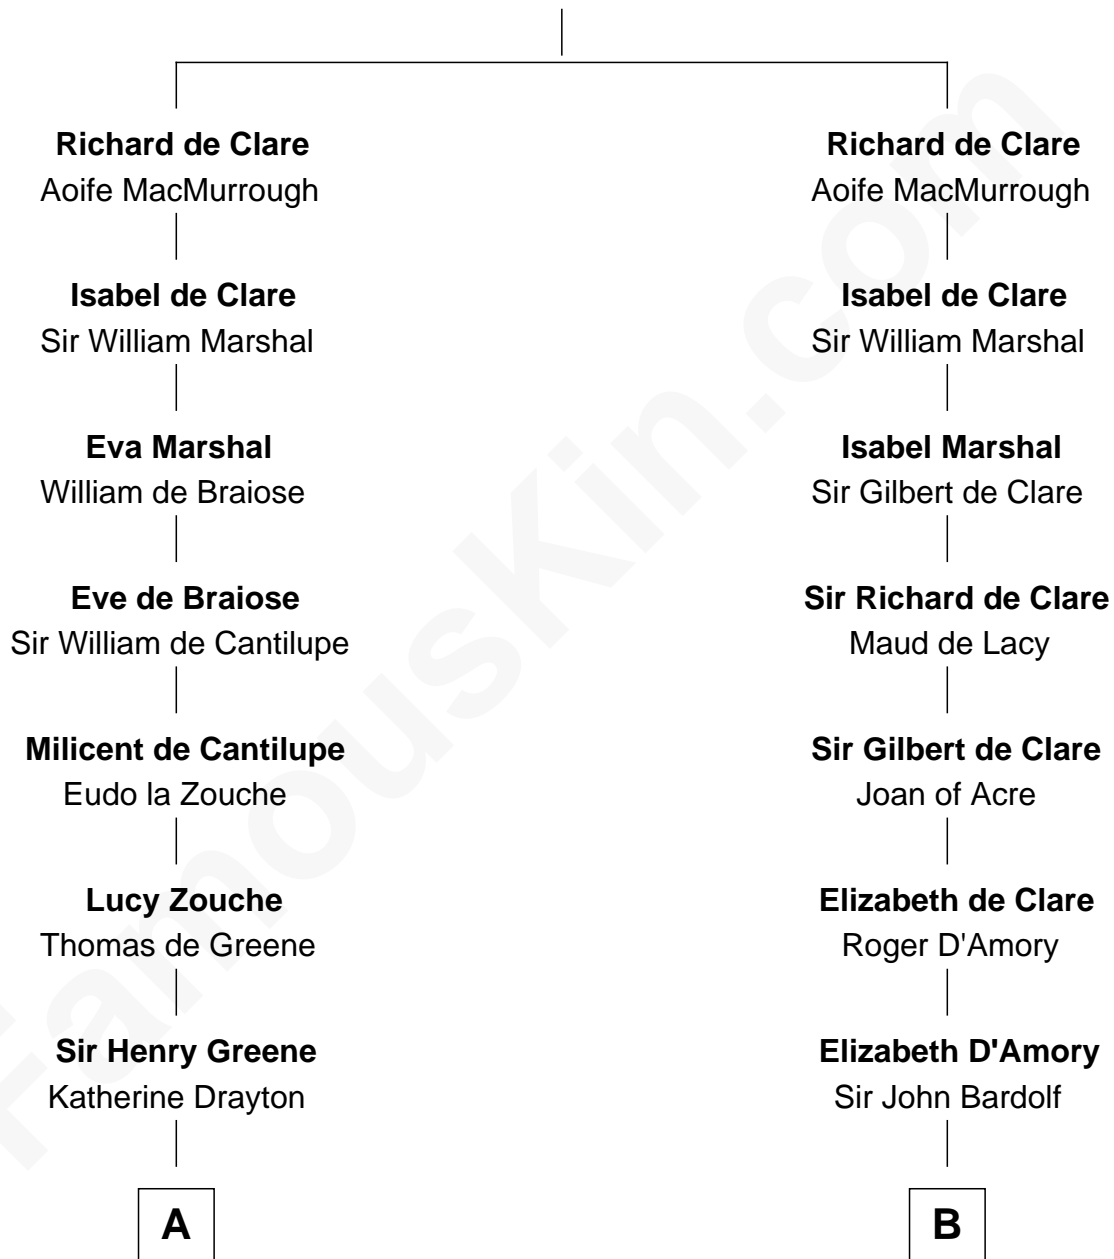 Richard de Clare
Aoife MacMurrough
Isabel de Clare
Sir William Marshal
Eva Marshal
William de Braiose
Eve de Braiose
Sir William de Cantilupe
Milicent de Cantilupe
Eudo la Zouche
Lucy Zouche
Thomas de Greene
Sir Henry Greene
Katherine Drayton
A
Richard de Clare
Aoife MacMurrough
Isabel de Clare
Sir William Marshal
Isabel Marshal
Sir Gilbert de Clare
Sir Richard de Clare
Maud de Lacy
Sir Gilbert de Clare
Joan of Acre
Elizabeth de Clare
Roger D'Amory
Elizabeth D'Amory
Sir John Bardolf
B
FamousKin.com